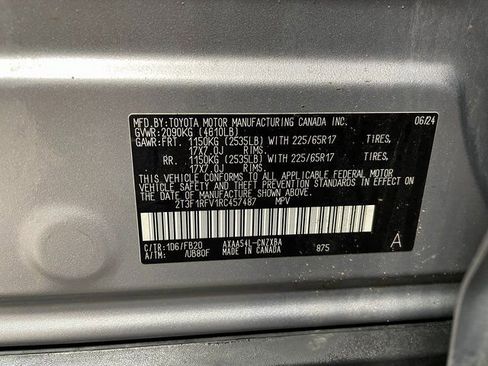 MFD.BY:TOYOTA MOTOR MANUFACTURING CANADA INC. 06/24
GVWR:2090KG (4610LB)
GAWR:FRT. 1150KG (2535LB) WITH 225/65R17 TIRES,
17X7.0J RIMS.
RR. 1150KG (2535LB) WITH 225/65R17 TIRES,
17X7.0J RIMS.
THIS VEHICLE CONFORMS TO ALL APPLICABLE FEDERAL MOTOR
VEHICLE SAFETY AND THEFT PREVENTION STANDARDS IN EFFECT ON
THE DATE OF MANUFACTURE SHOWN ABOVE.
2T3F1RFV1RC457487 MPV
C/TR:1D6/FB20 AXAA54L-CNZXBA 875 A
A/TM: /UB80F MADE IN CANADA